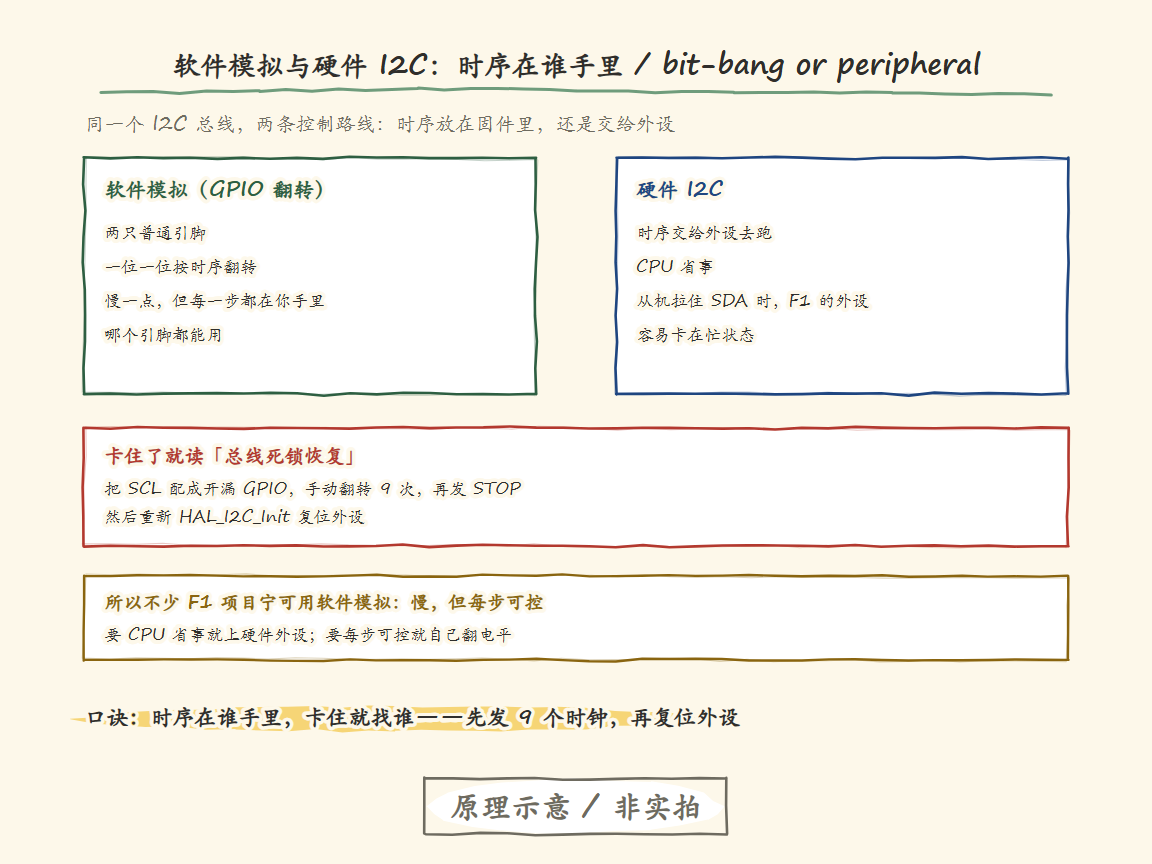 软件模拟与硬件 I2C：时序在谁手里 / bit-bang or peripheral
同一个 I2C 总线，两条控制路线：时序放在固件里，还是交给外设
软件模拟（GPIO 翻转）
两只普通引脚
一位一位按时序翻转
慢一点，但每一步都在你手里
哪个引脚都能用
硬件 I2C
时序交给外设去跑
CPU 省事
从机拉住 SDA 时，F1 的外设
容易卡在忙状态
卡住了就读「总线死锁恢复」
把 SCL 配成开漏 GPIO，手动翻转 9 次，再发 STOP
然后重新 HAL_I2C_Init 复位外设
所以不少 F1 项目宁可用软件模拟：慢，但每步可控
要 CPU 省事就上硬件外设；要每步可控就自己翻电平
口诀：时序在谁手里，卡住就找谁——先发 9 个时钟，再复位外设
原理示意 / 非实拍